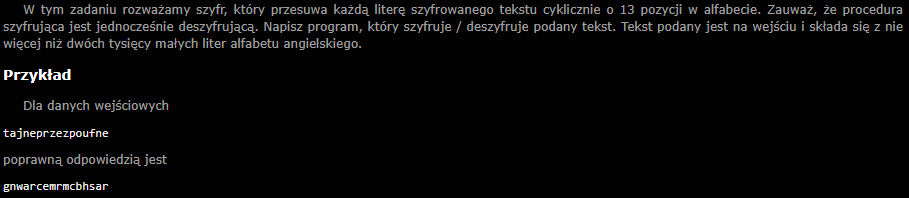 W tym zadaniu rozważamy szyfr, który przesuwa każdą literę szyfrowanego tekstu cyklicznie o 13 pozycji w alfabecie. Zauważ, że procedura
szyfrująca jest jednocześnie deszyfrującą. Napisz program, który szyfruje / deszyfruje podany tekst. Tekst podany jest na wejściu i składa się z nie
więcej niż dwóch tysięcy małych liter alfabetu angielskiego.
Przykład
Dla danych wejściowych
tajneprzezpoufne
poprawną odpowiedzią jest
gnwarcemrmcbhsar